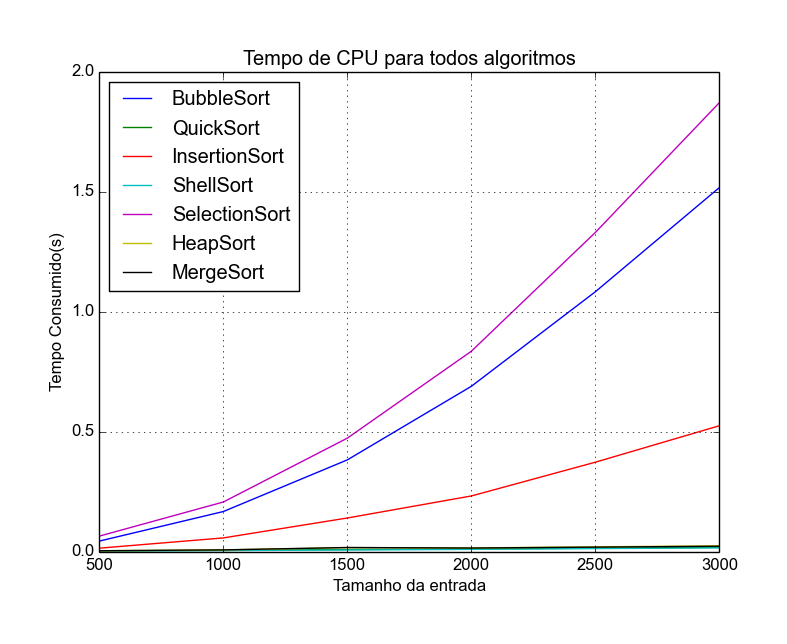 Tempo de CPU para todos algoritmos
2.0
1.5
1.0
0.5
0.0
Tempo Consumido(s)
BubbleSort
QuickSort
InsertionSort
ShellSort
SelectionSort
HeapSort
MergeSort
500 1000 1500 2000 2500 3000
Tamanho da entrada